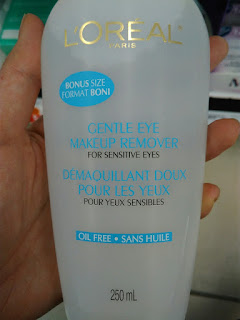 L'ORÉAL
PARIS
BONUS SIZE
FORMAT BONI
GENTLE EYE
MAKEUP REMOVER
FOR SENSITIVE EYES
DÉMAQUILLANT DOUX
POUR LES YEUX
POUR YEUX SENSIBLES
OIL FREE • SANS HUILE
250 mL